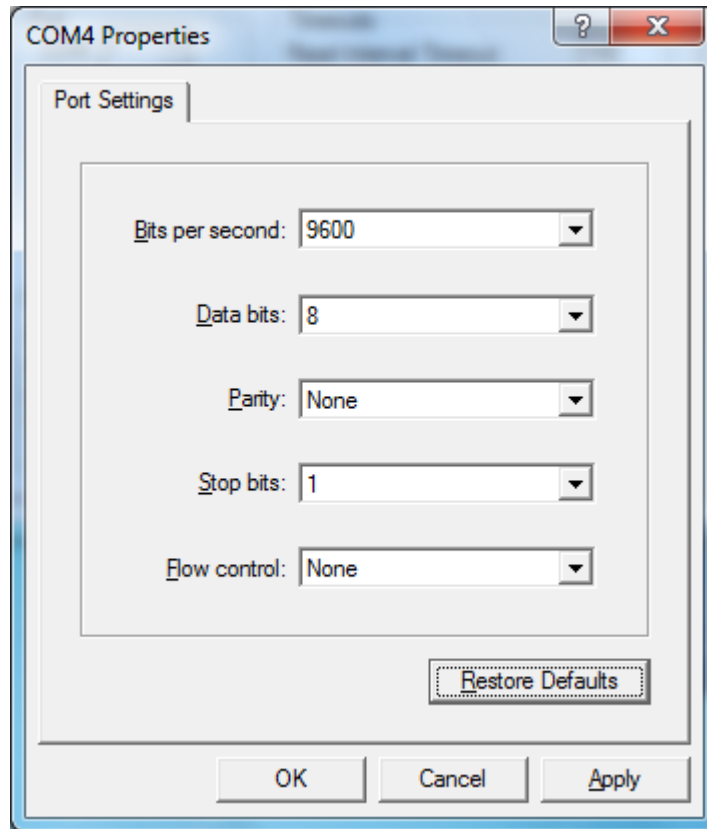 COM4 Properties
Port Settings
Bits per second: 9600
Data bits: 8
Parity: None
Stop bits: 1
Flow control: None
Restore Defaults
OK Cancel Apply